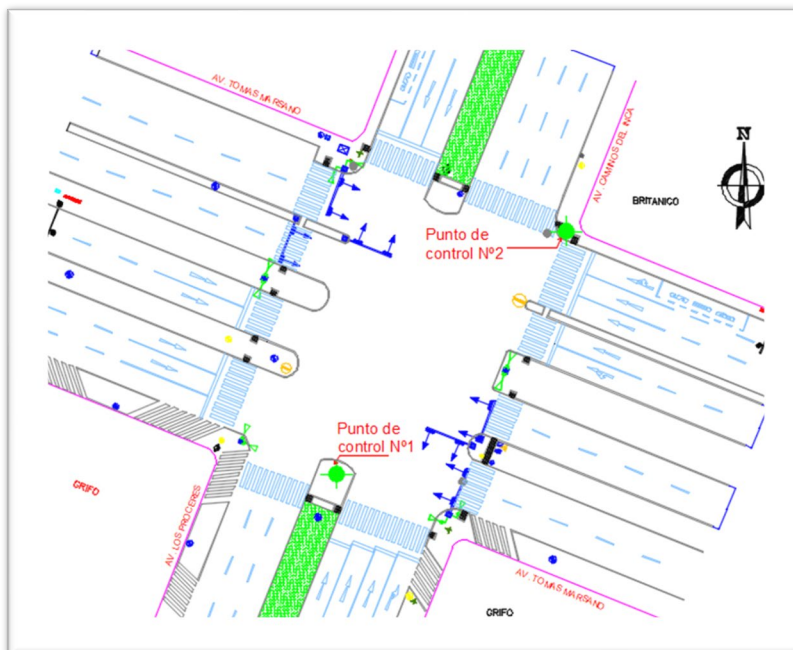 AV. TOMAS MARSANO
AV. CAMINOS DEL INCA
N
BRITANICO
Punto de
control Nº2
Punto de
control Nº1
GRIFO
AV. LOS PROCERES
AV. TOMAS MARSANO
GRIFO